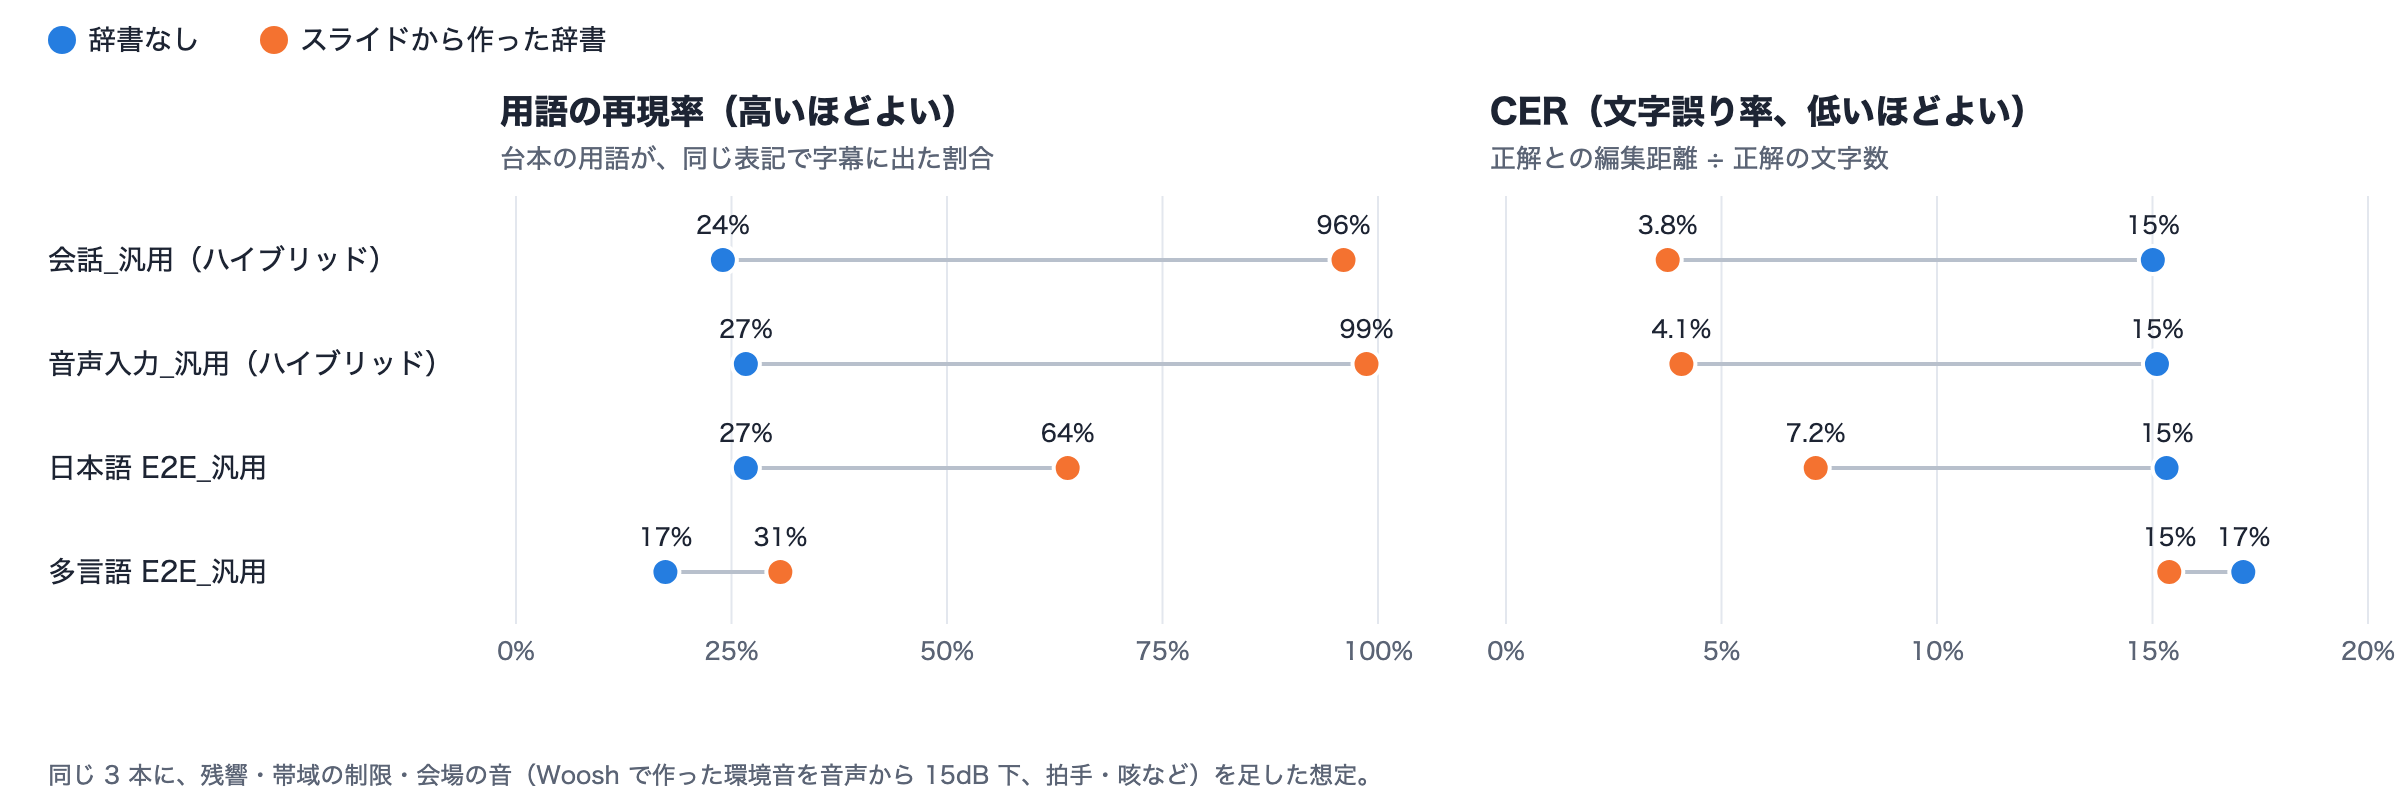 辞書なし スライドから作った辞書
用語の再現率（高いほどよい）
台本の用語が、同じ表記で字幕に出た割合
CER（文字誤り率、低いほどよい）
正解との編集距離 ÷ 正解の文字数
会話_汎用（ハイブリッド） 24% 96% 3.8% 15%
音声入力_汎用（ハイブリッド） 27% 99% 4.1% 15%
日本語 E2E_汎用 27% 64% 7.2% 15%
多言語 E2E_汎用 17% 31% 15% 17%
0% 25% 50% 75% 100% 0% 5% 10% 15% 20%
同じ 3 本に、残響・帯域の制限・会場の音（Woosh で作った環境音を音声から 15dB 下、拍手・咳など）を足した想定。